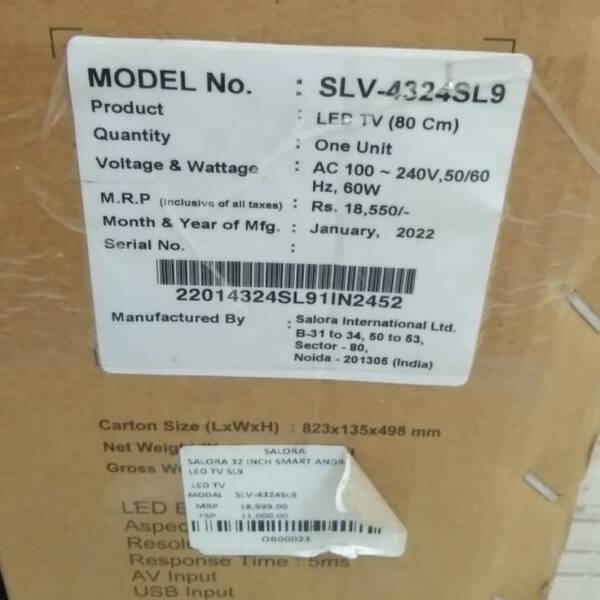 MODEL No. : SLV-4324SL9
Product : LED TV (80 Cm)
Quantity : One Unit
Voltage & Wattage : AC 100 ~ 240V,50/60
Hz, 60W
M.R.P (inclusive of all taxes) : Rs. 18,550/-
Month & Year of Mfg. : January, 2022
Serial No. :
22014324SL91IN2452
Manufactured By : Salora International Ltd.
B-31 to 34, 50 to 53,
Sector - 80,
Noida - 201305 (India)
Carton Size (LxWxH) : 823x135x498 mm
Net
Gross
SALORA
SALORA 32 INCH SMART ANDR
LED TV SL9
LED TV
MODAL SLV-4324SL9
MRP 18,999.00
FSP 11,000.00
OB00023
LED
Response Time : 5ms
AV Input
USB Input